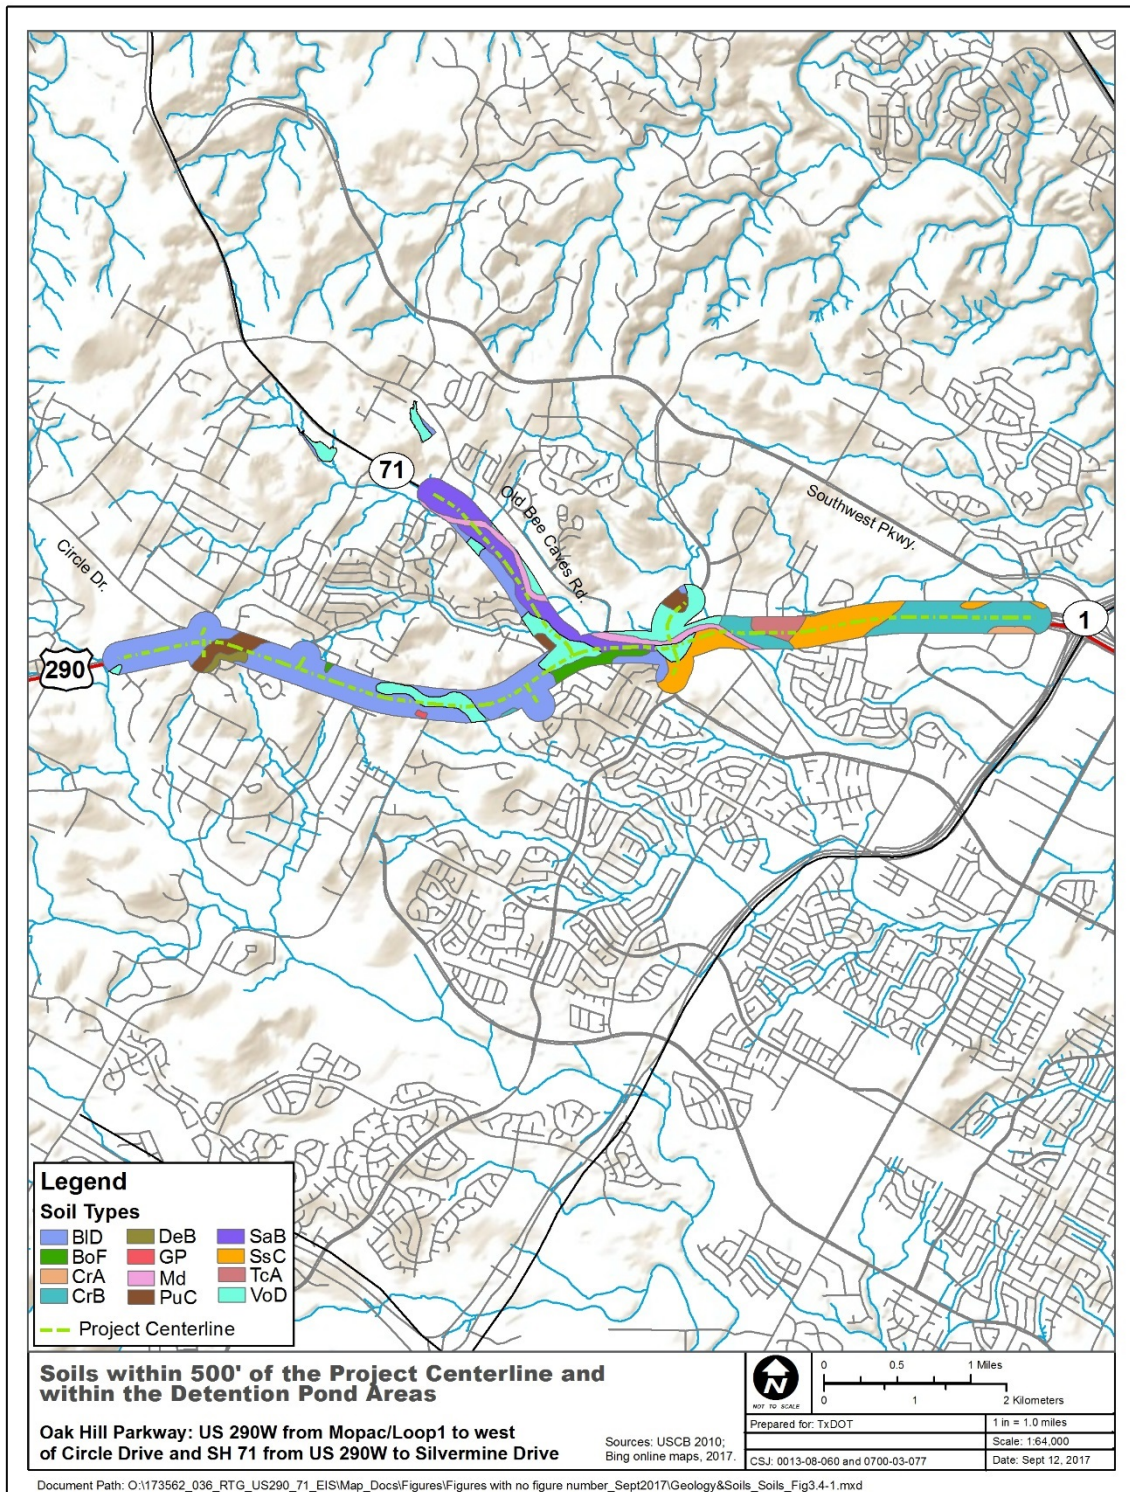 71
Old Bee Caves Rd.
Southwest Pkwy.
Circle Dr.
1
290
Legend
Soil Types
BID
DeB
SaB
BoF
GP
SsC
CrA
Md
TcA
CrB
PuC
VoD
Project Centerline
Soils within 500' of the Project Centerline and
within the Detention Pond Areas
Oak Hill Parkway: US 290W from Mopac/Loop1 to west
of Circle Drive and SH 71 from US 290W to Silvermine Drive
Sources: USCB 2010;
Bing online maps, 2017.
N
NOT TO SCALE
0 0.5 1 Miles
0 1 2 Kilometers
Prepared for: TxDOT
1 in = 1.0 miles
Scale: 1:64,000
CSJ: 0013-08-060 and 0700-03-077
Date: Sept 12, 2017
Document Path: O:\173562_036_RTG_US290_71_EIS\Map_Docs\Figures\Figures with no figure number_Sept2017\Geology&Soils_Soils_Fig3.4-1.mxd